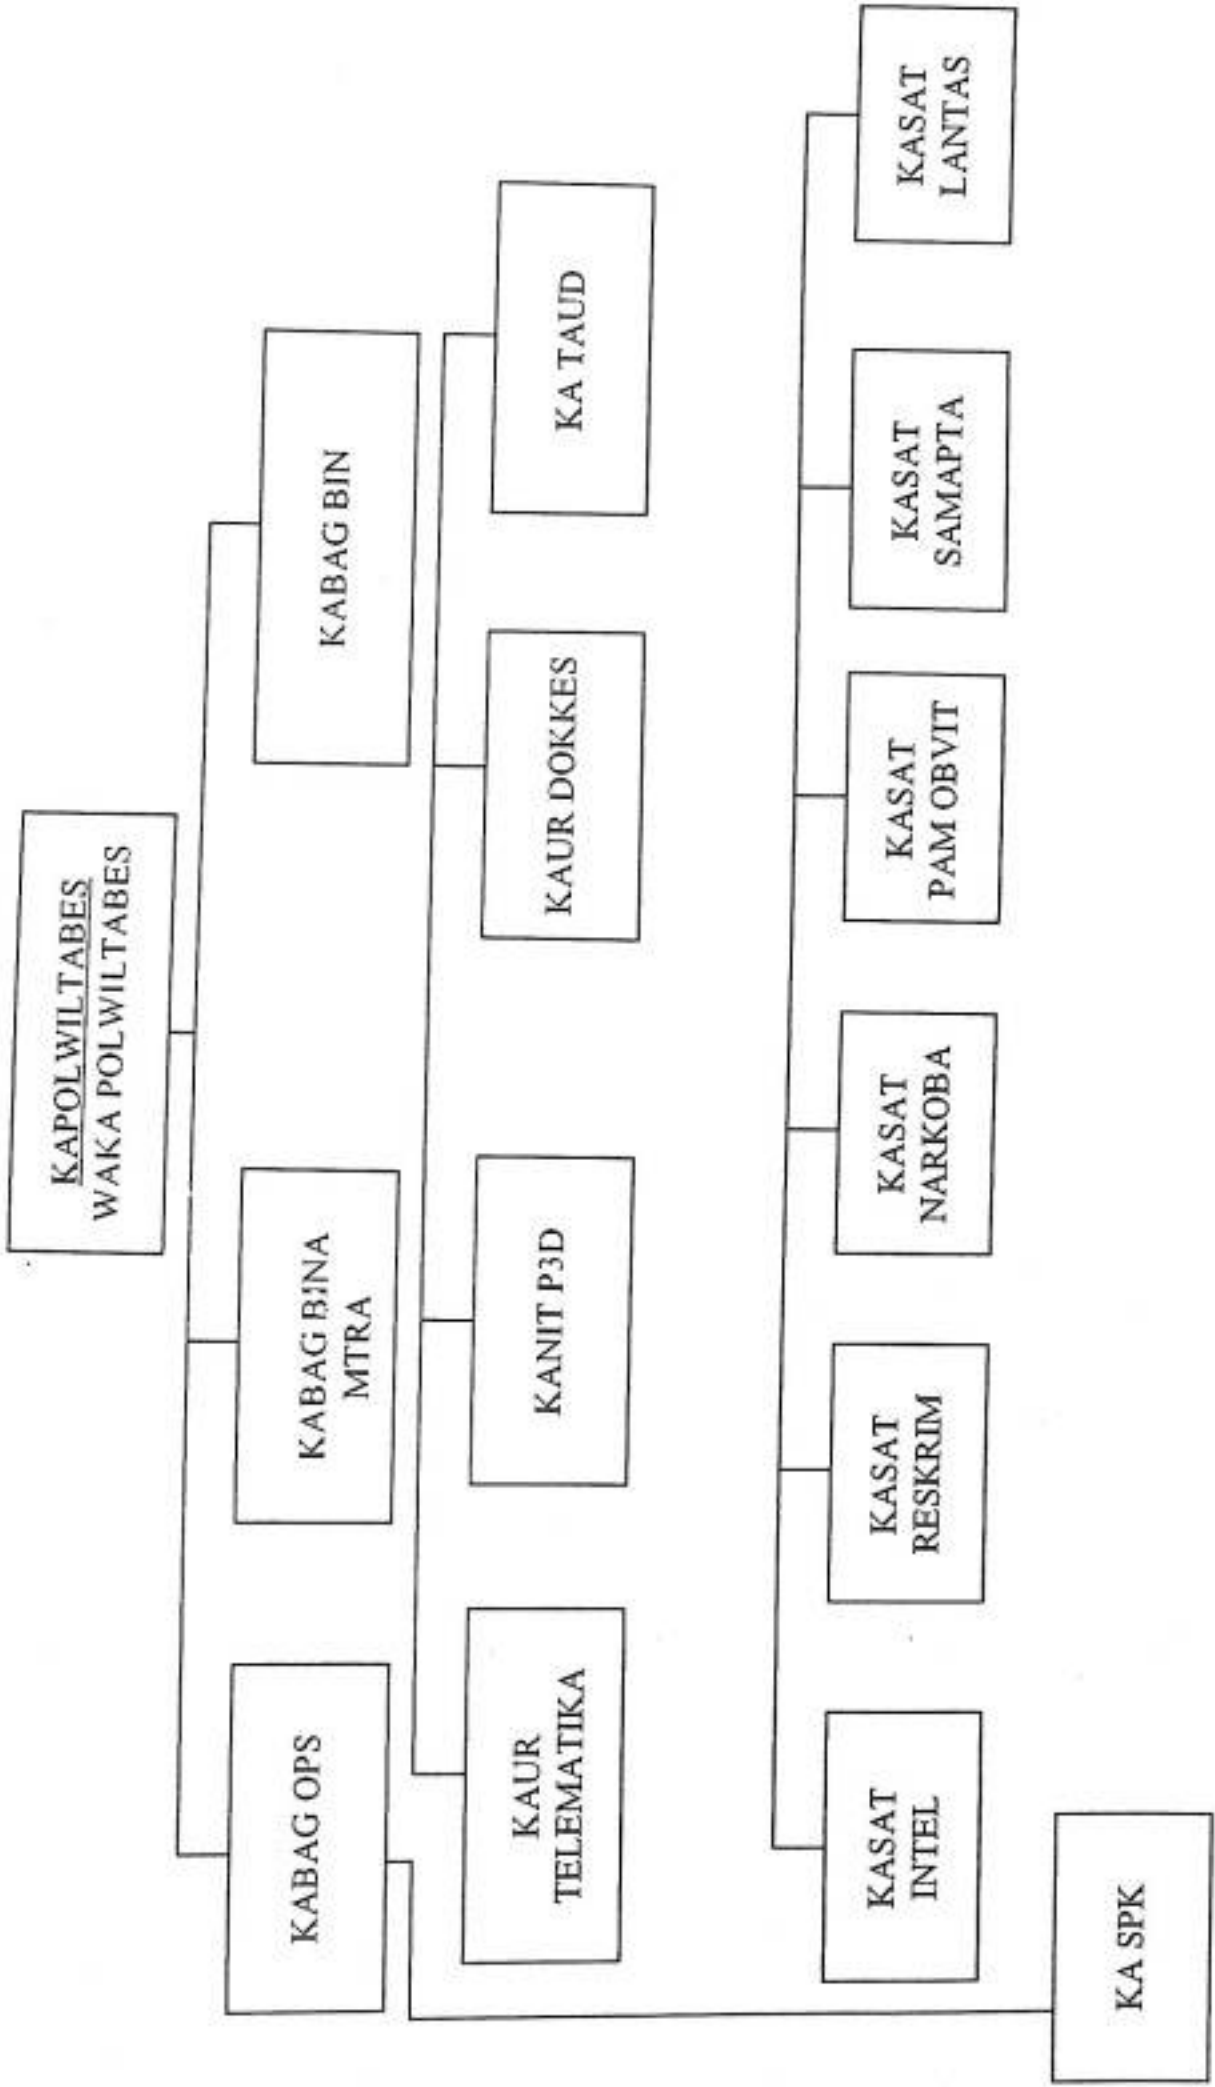 KAPOLWILTABES
WAKA POLWILTABES
KABAG OPS
KABAG BINA
MTRA
KABAG BIN
KAUR
TELEMATIKA
KANIT P3D
KAUR DOKKES
KA TAUD
KASAT
INTEL
KASAT
RESKRIM
KASAT
NARKOBA
KASAT
PAM OBVIT
KASAT
SAMAPTA
KASAT
LANTAS
KA SPK